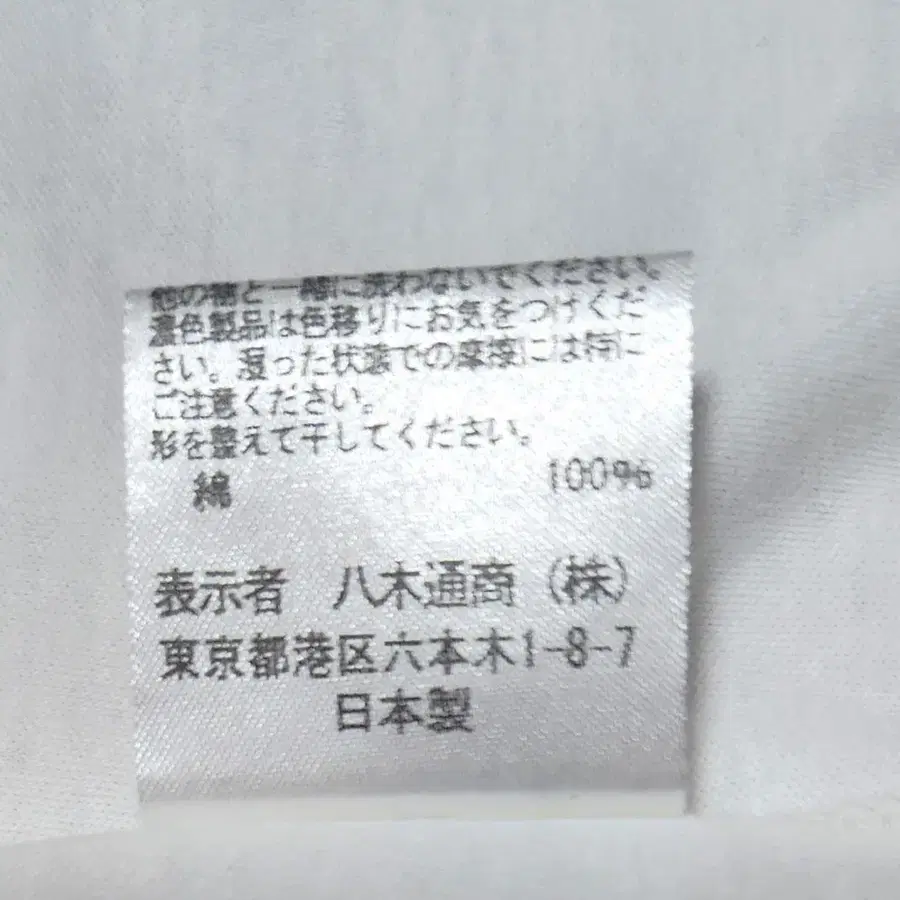 他の物と一緒に洗わないでください。
濃色製品は色移りにお気をつけくだ
さい。湿った状態での摩擦には特に
ご注意ください。
形を整えて干してください。
綿 100%
表示者 八木通商(株)
東京都港区六本木1-8-7
日本製